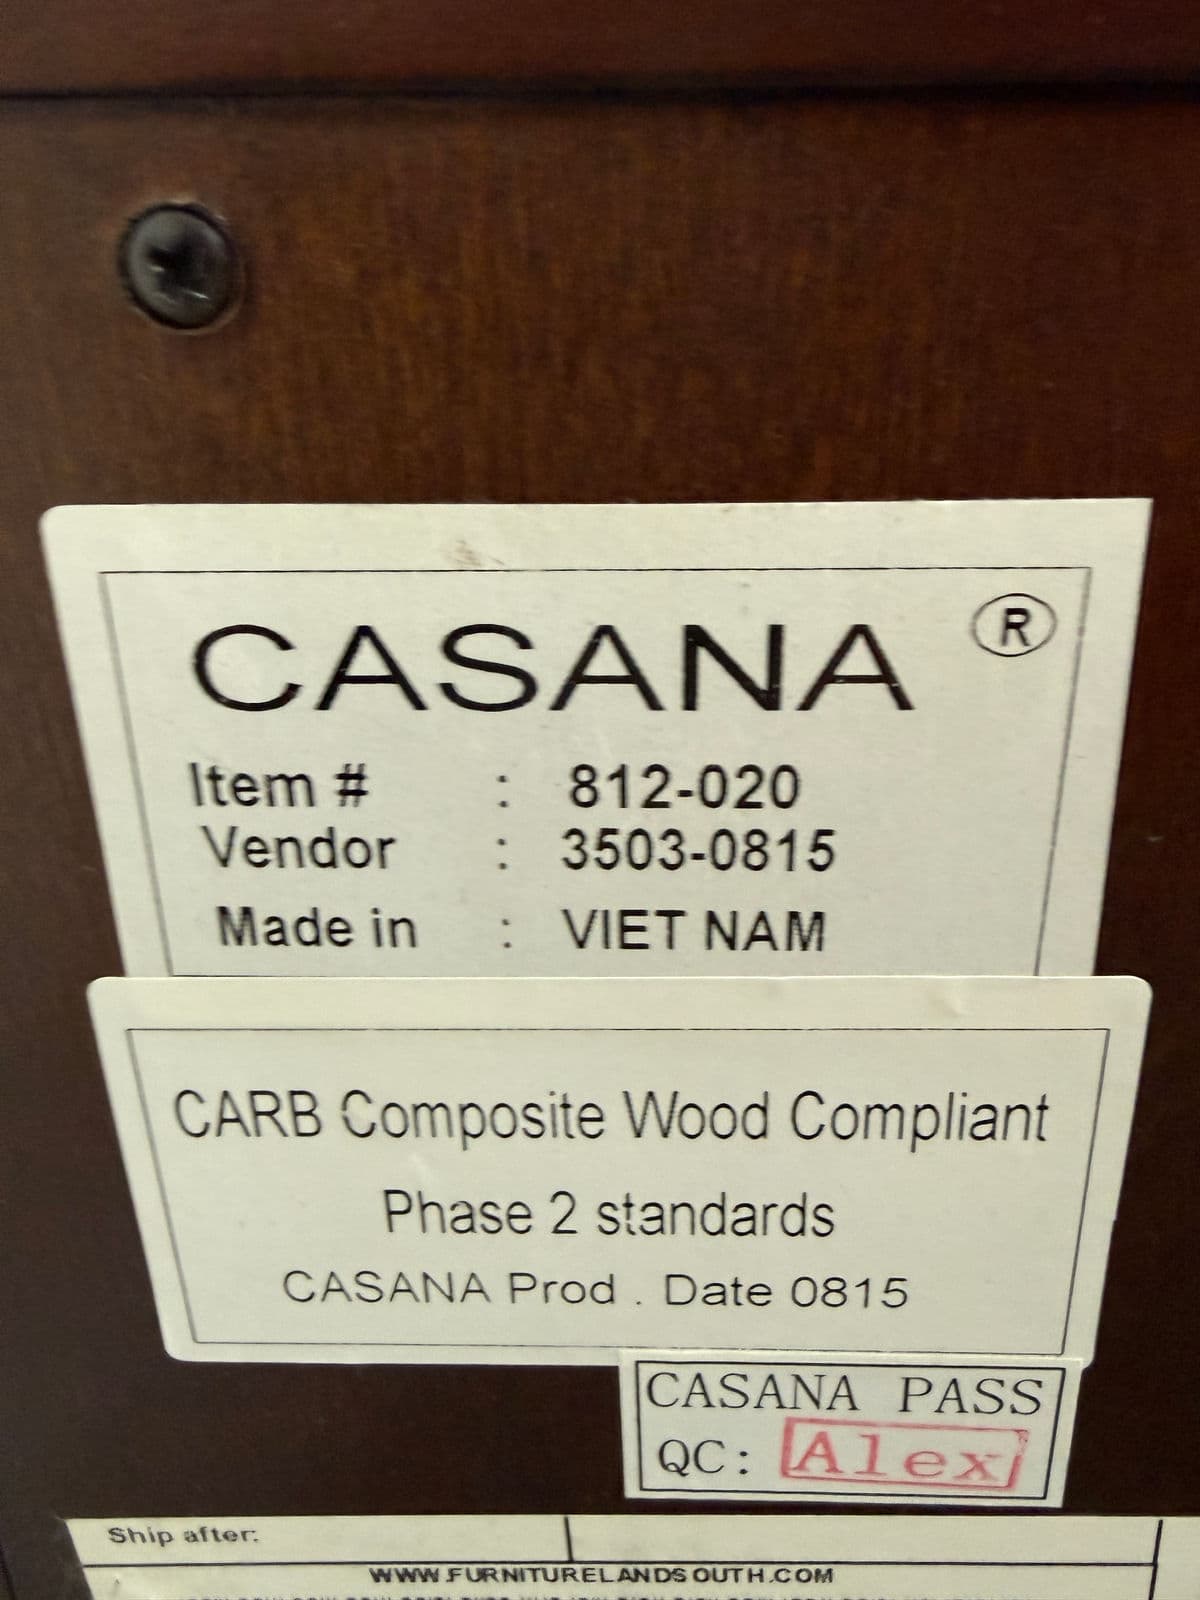 CASANA ®
Item # : 812-020
Vendor : 3503-0815
Made in : VIET NAM
CARB Composite Wood Compliant
Phase 2 standards
CASANA Prod . Date 0815
CASANA PASS
QC: Alex
Ship after:
WWW.FURNITURELANDSOUTH.COM